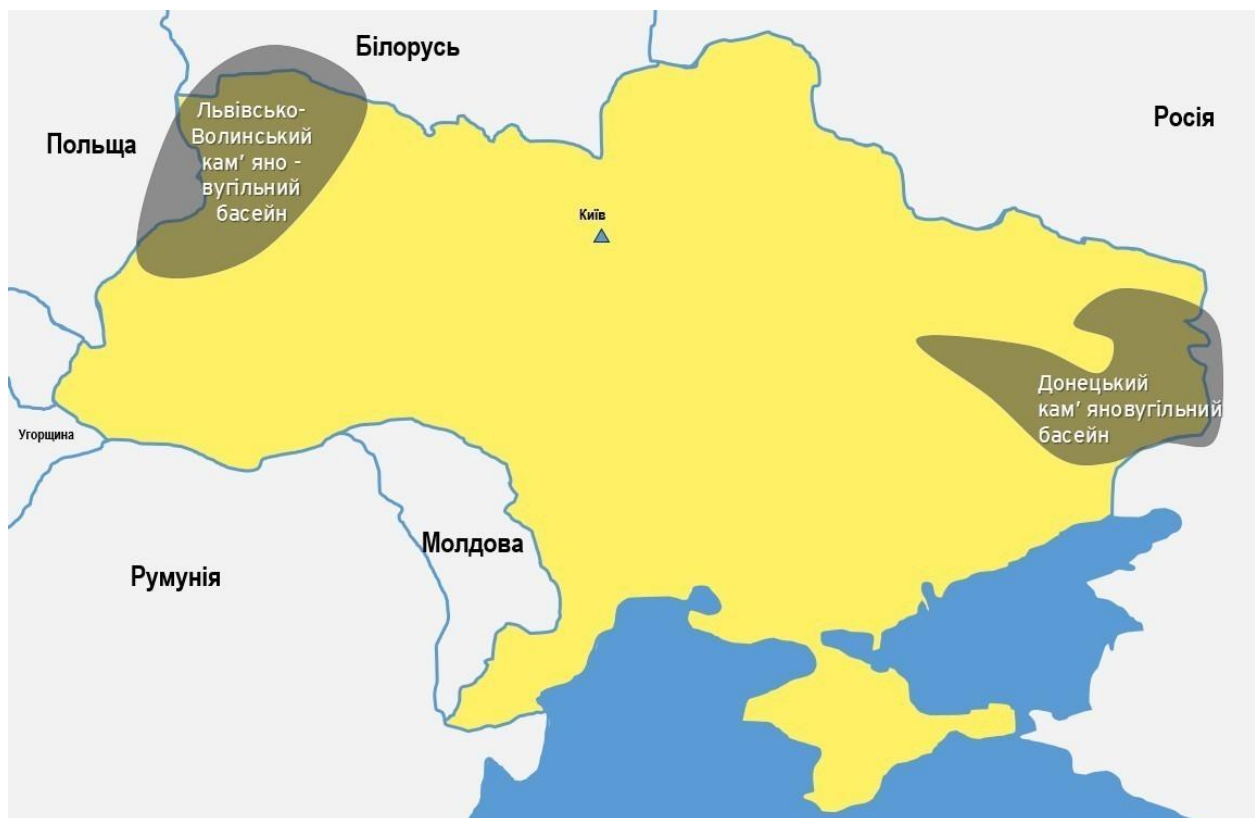 Білорусь
Росія
Польща
Львівсько-
Волинський
кам’ яно -
вугільний
басейн
Київ
Донецький
кам’ яновугільний
басейн
Угорщина
Молдова
Румунія